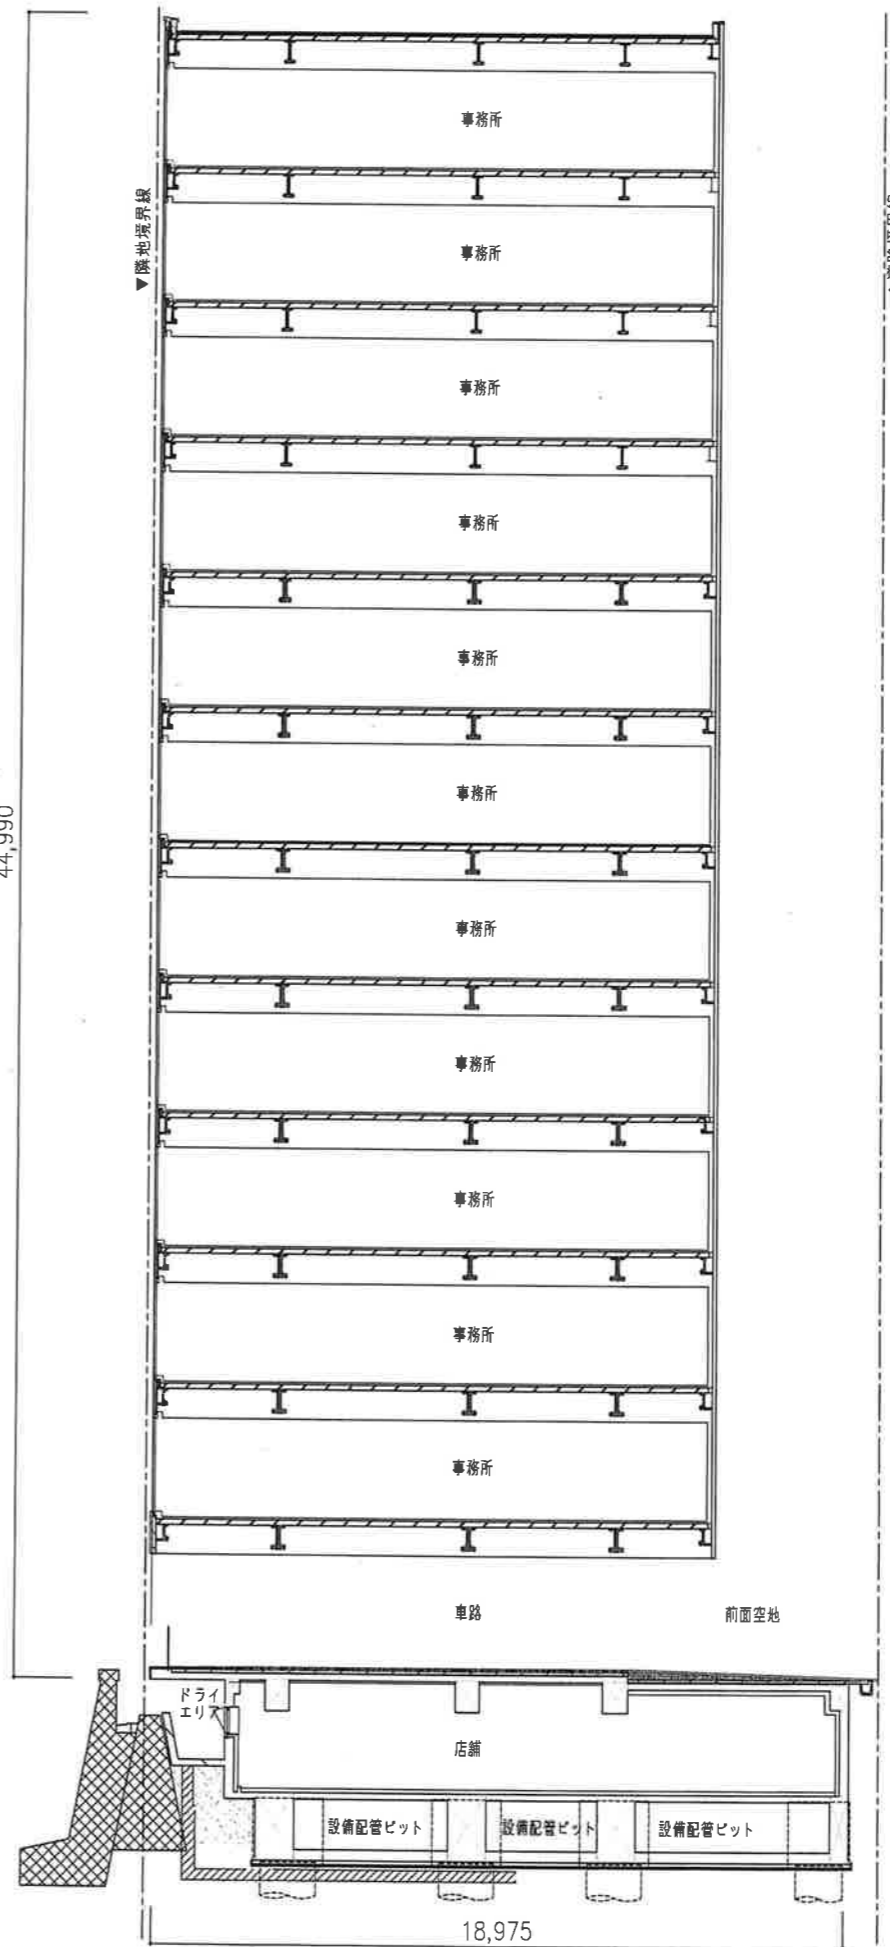 事務所
▼隣地境界線
事務所
事務所
事務所
事務所
事務所
44,990
事務所
事務所
事務所
事務所
事務所
車路
前面空地
ドライ
エリア
店舗
設備配管ピット
設備配管ピット
設備配管ピット
18,975